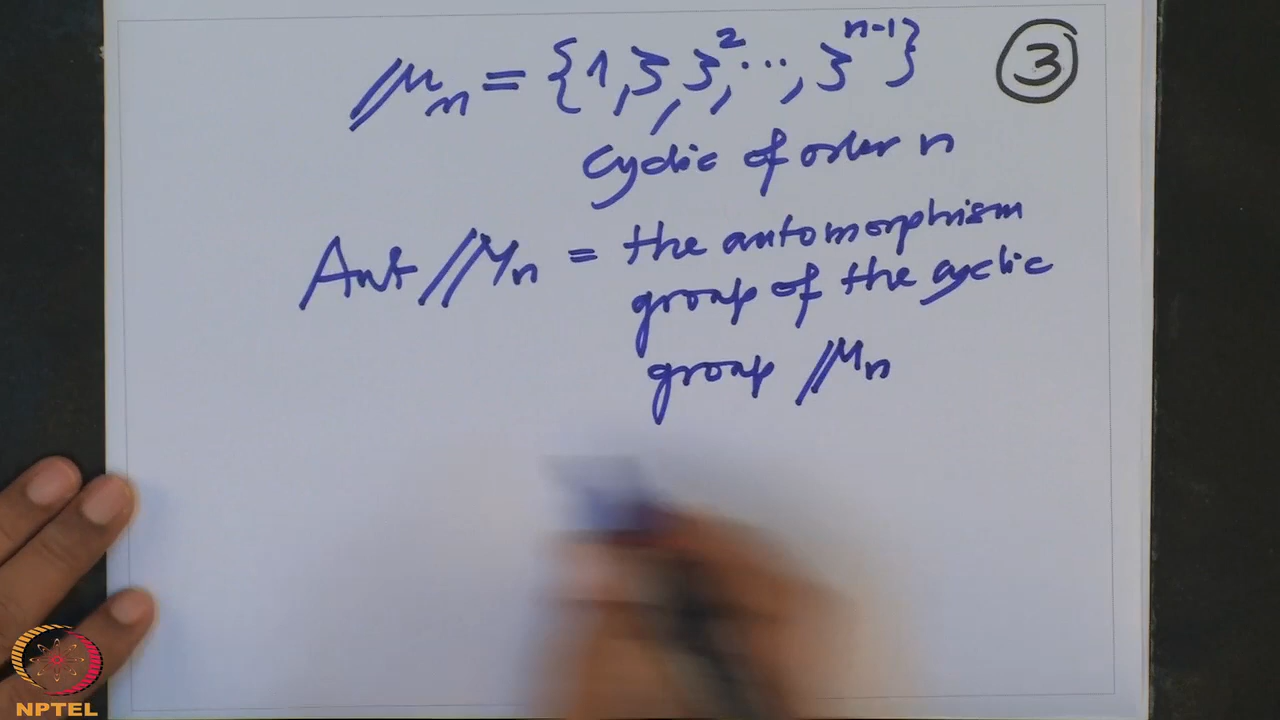 μₙ = {1, ζ, ζ², ..., ζⁿ⁻¹}
③
cyclic of order n
Aut μₙ = the automorphism
group of the cyclic
group μₙ
NPTEL